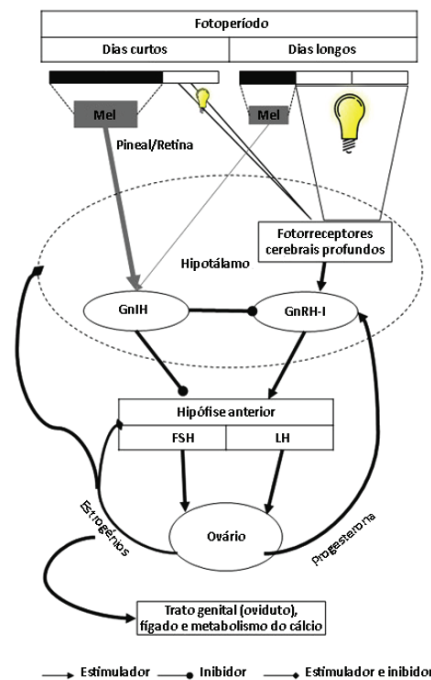 Fotoperíodo
Dias curtos
Dias longos
Mel
Mel
Pineal/Retina
Fotorreceptores
cerebrais profundos
Hipotálamo
GnIH
GnRH-I
Hipófise anterior
FSH
LH
Ovário
Estrogénios
Progesterona
Trato genital (oviduto),
fígado e metabolismo do cálcio
Estimulador
Inibidor
Estimulador e inibidor